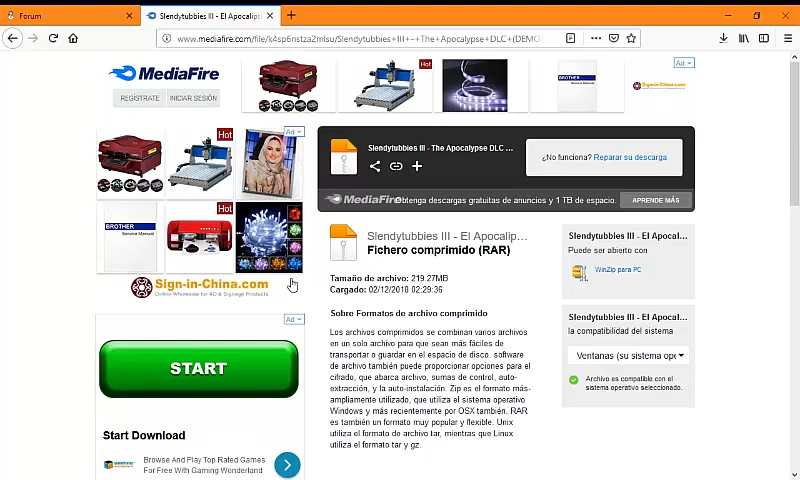 Forum
Slendytubbies III - El Apocalips
www.mediafire.com/file/k4sp6nstza2mlsu/Slendytubbies+III+-+The+Apocalypse+DLC+(DEMO
MediaFire
REGÍSTRATE
INICIAR SESIÓN
Hot
BROTHER
Service Manual
Sign-in-China.com
Ad
Hot
Ad
BROTHER
Service Manual
Hot
Sign-in-China.com
Online Wholesale for AD & Signage Products
Slendytubbies III - The Apocalypse DLC ...
¿No funciona? Reparar su descarga.
MediaFire
Obtenga descargas gratuitas de anuncios y 1 TB de espacio.
APRENDE MÁS
Slendytubbies III - El Apocalip...
Fichero comprimido (RAR)
Tamaño de archivo: 219.27MB
Cargado: 02/12/2018 02:29:36
Sobre Formatos de archivo comprimido
Los archivos comprimidos se combinan varios archivos
en un solo archivo para que sean más fáciles de
transportar o guardar en el espacio de disco. software
de archivo también puede proporcionar opciones para el
cifrado, que abarca archivo, sumas de control, auto-
extracción, y la auto-instalación. Zip es el formato más-
ampliamente utilizado, que utiliza el sistema operativo
Windows y más recientemente por OSX también. RAR
es también un formato muy popular y flexible. Unix
utiliza el formato de archivo tar, mientras que Linux
utiliza el formato tar y gz.
Slendytubbies III - El Apocal...
Puede ser abierto con
WinZip para PC
Slendytubbies III - El Apocal...
la compatibilidad del sistema
Ventanas (su sistema ope
Archivo es compatible con el
sistema operativo seleccionado.
Ad
START
Start Download
Browse And Play Top Rated Games
For Free With Gaming Wonderland